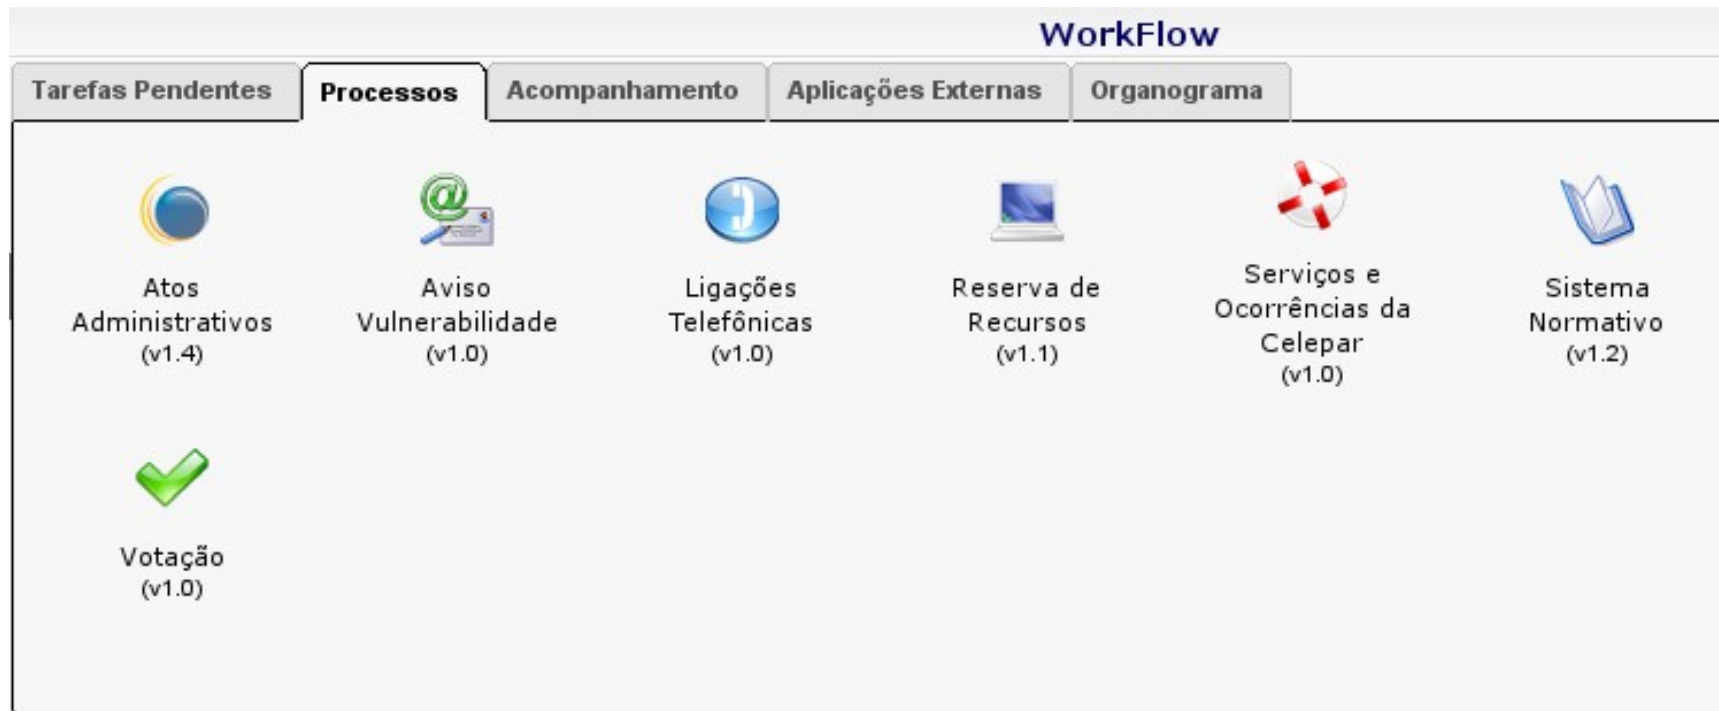 WorkFlow
Tarefas Pendentes
Processos
Acompanhamento
Aplicações Externas
Organograma
Atos
Administrativos
(v1.4)
Aviso
Vulnerabilidade
(v1.0)
Ligações
Telefônicas
(v1.0)
Reserva de
Recursos
(v1.1)
Serviços e
Ocorrências da
Celepar
(v1.0)
Sistema
Normativo
(v1.2)
Votação
(v1.0)